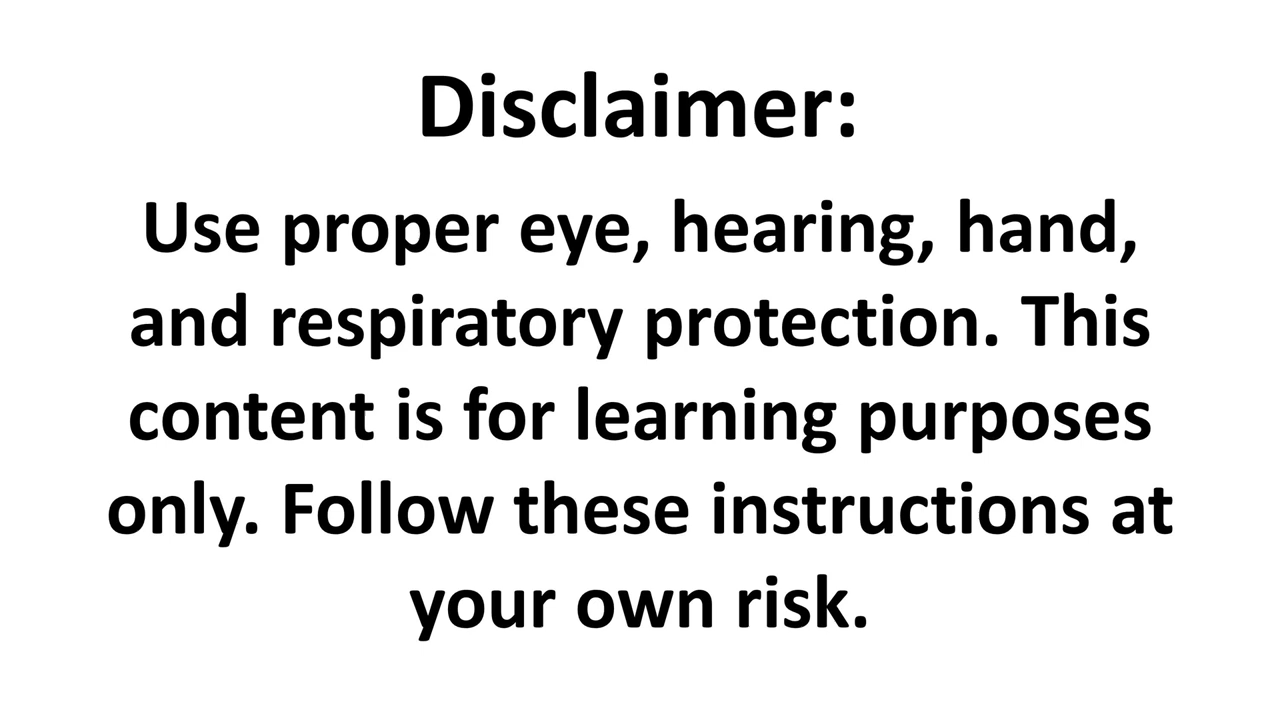 Disclaimer:
Use proper eye, hearing, hand,
and respiratory protection. This
content is for learning purposes
only. Follow these instructions at
your own risk.